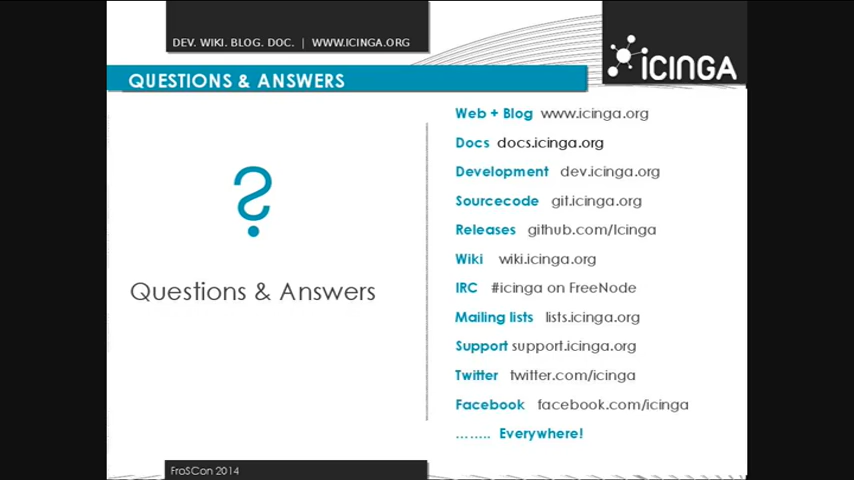 DEV. WIKI. BLOG. DOC. | WWW.ICINGA.ORG
ICINGA
QUESTIONS & ANSWERS
?
Questions & Answers
Web + Blog www.icinga.org
Docs docs.icinga.org
Development dev.icinga.org
Sourcecode git.icinga.org
Releases github.com/Icinga
Wiki wiki.icinga.org
IRC #icinga on FreeNode
Mailing lists lists.icinga.org
Support support.icinga.org
Twitter twitter.com/icinga
Facebook facebook.com/icinga
........ Everywhere!
FroSCon 2014